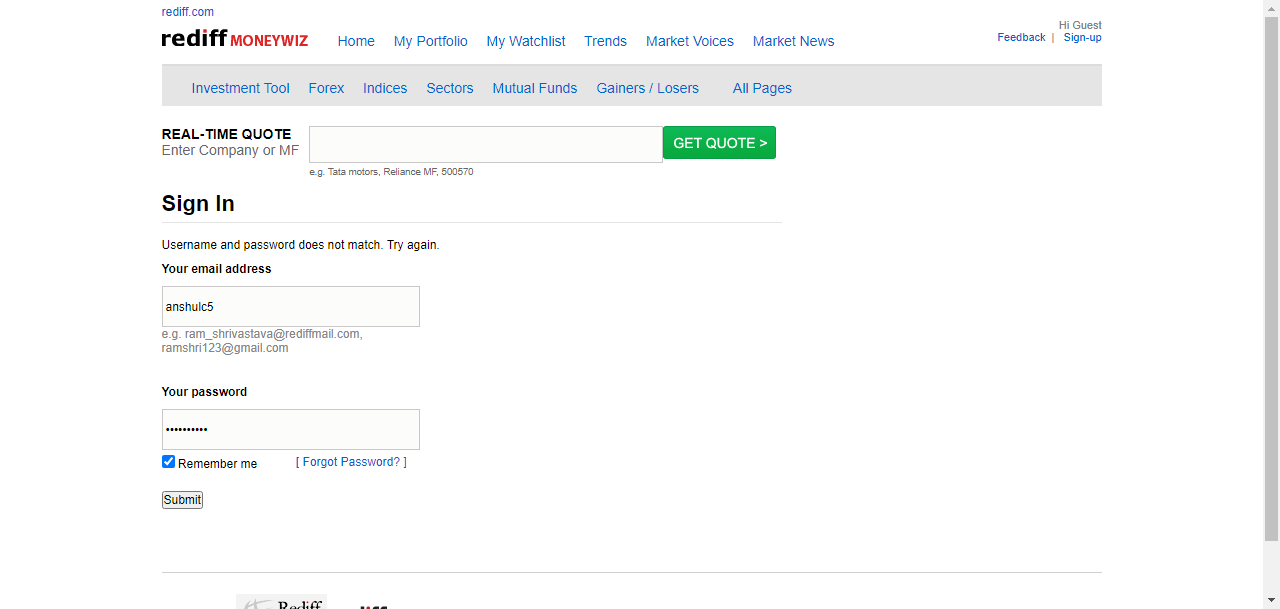 rediff.com
rediff MONEYWIZ
Home My Portfolio My Watchlist Trends Market Voices Market News
Hi Guest
Feedback | Sign-up
Investment Tool Forex Indices Sectors Mutual Funds Gainers / Losers All Pages
REAL-TIME QUOTE
Enter Company or MF
GET QUOTE >
e.g. Tata motors, Reliance MF, 500570
Sign In
Username and password does not match. Try again.
Your email address
anshulc5
e.g. ram_shrivastava@rediffmail.com,
ramshri123@gmail.com
Your password
••••••••••
Remember me [ Forgot Password? ]
Submit
Rediff